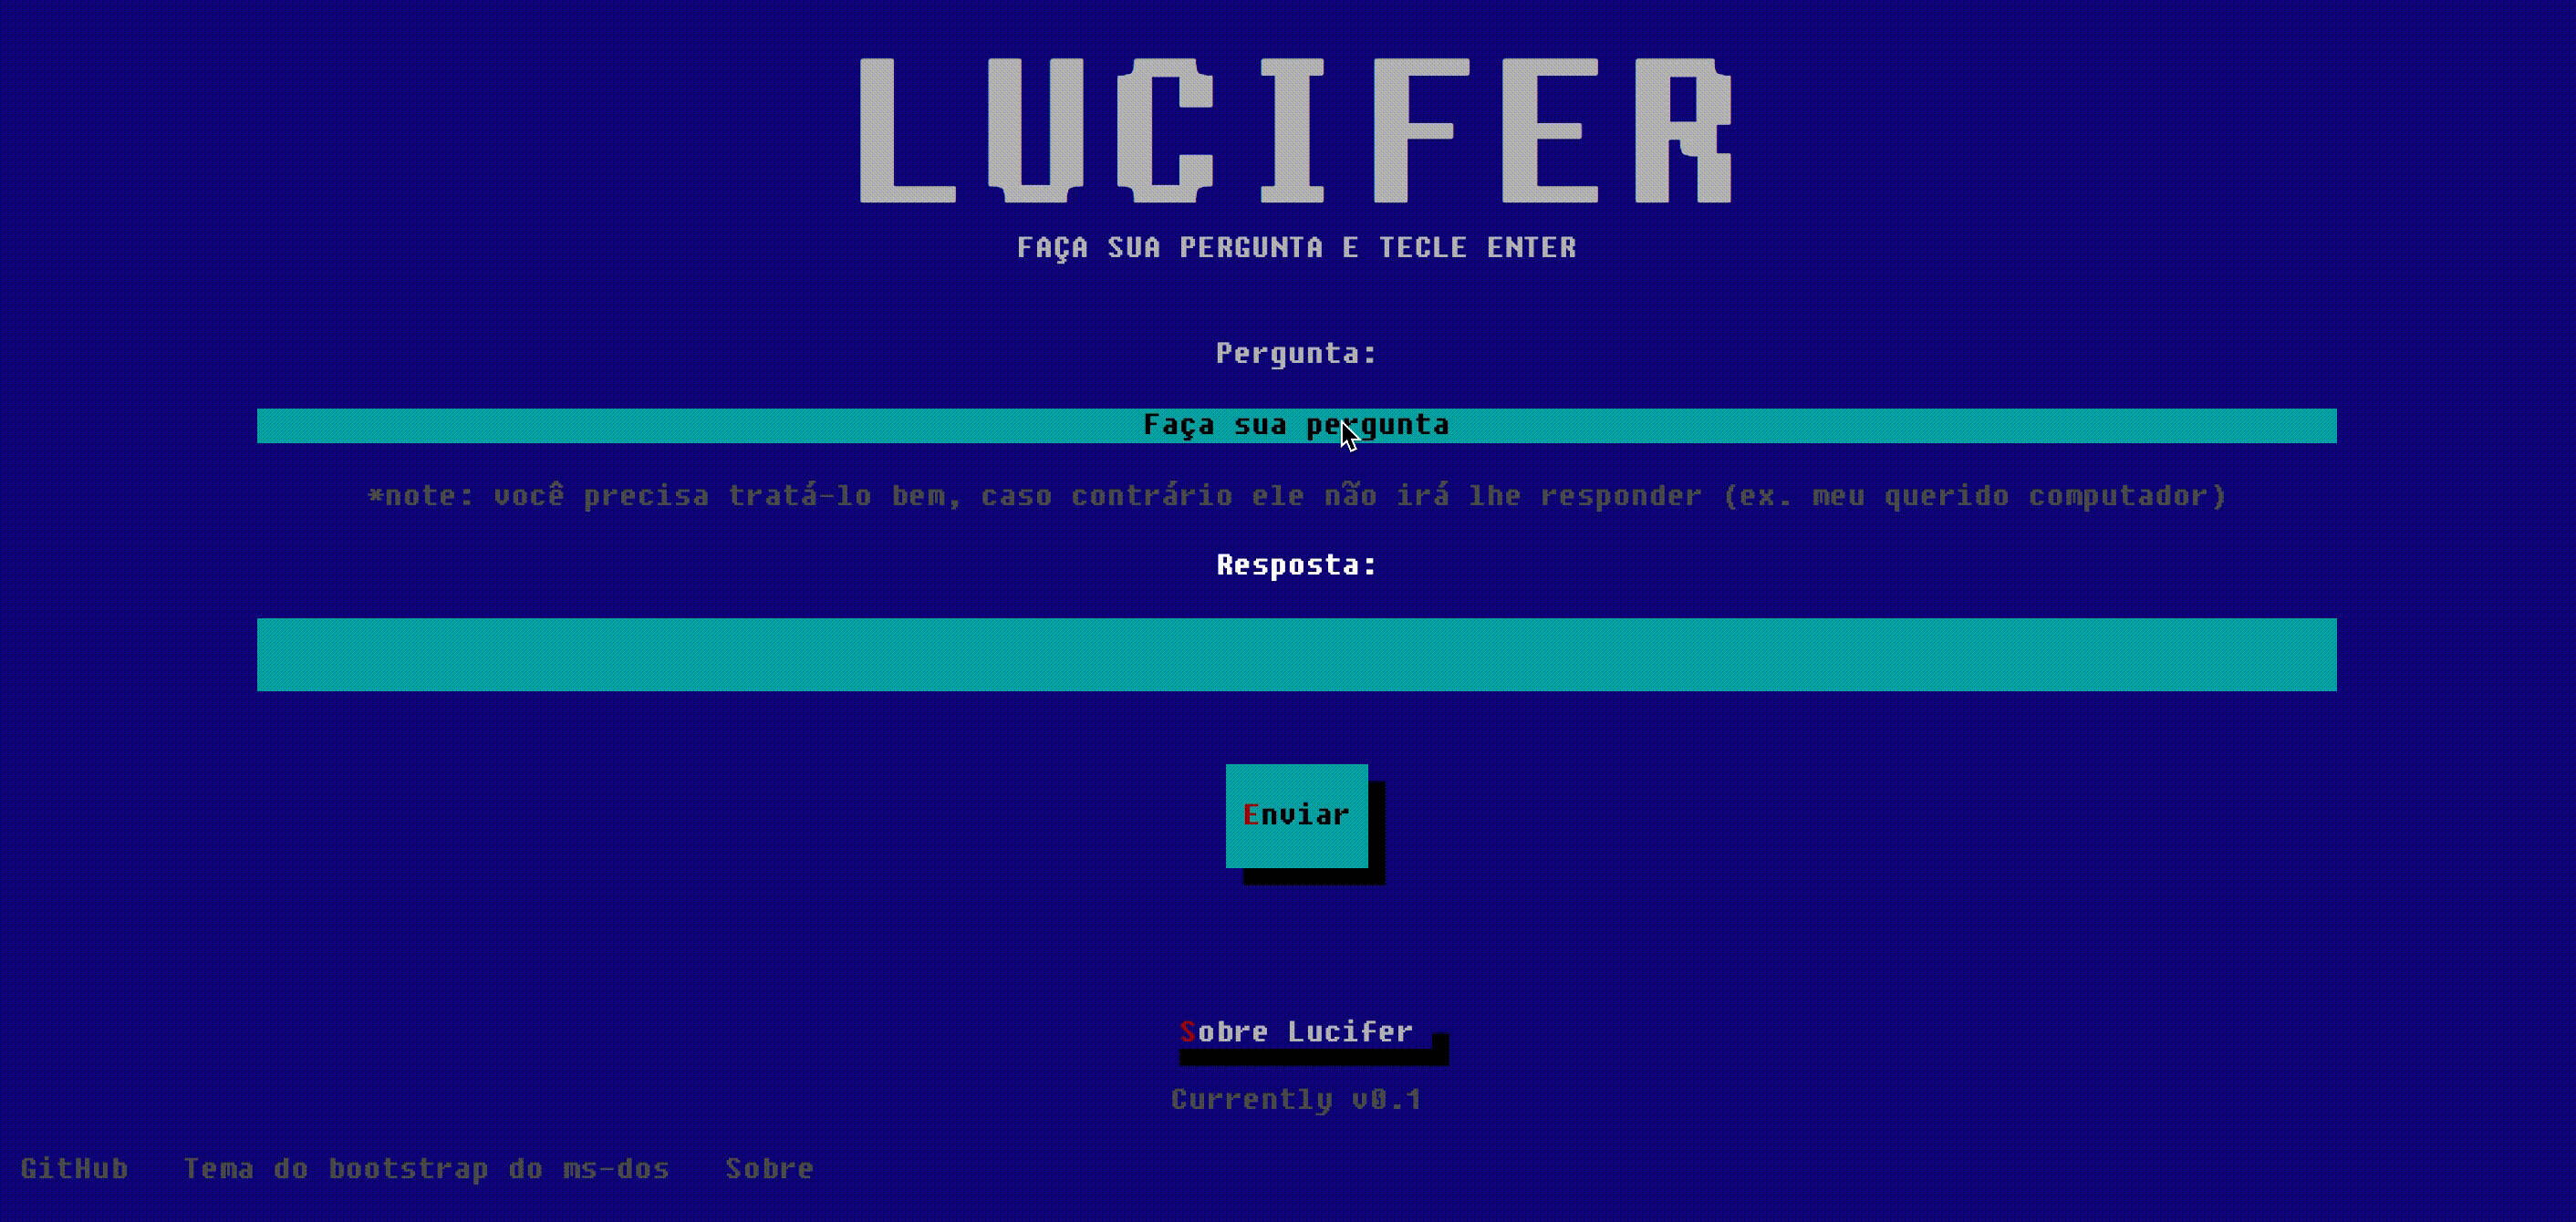 LUCIFER
FAÇA SUA PERGUNTA E TECLE ENTER
Pergunta:
Faça sua pergunta
*note: você precisa tratá-lo bem, caso contrário ele não irá lhe responder (ex. meu querido computador)
Resposta:
Enviar
Sobre Lucifer
Currently v0.1
GitHub Tema do bootstrap do ms-dos Sobre